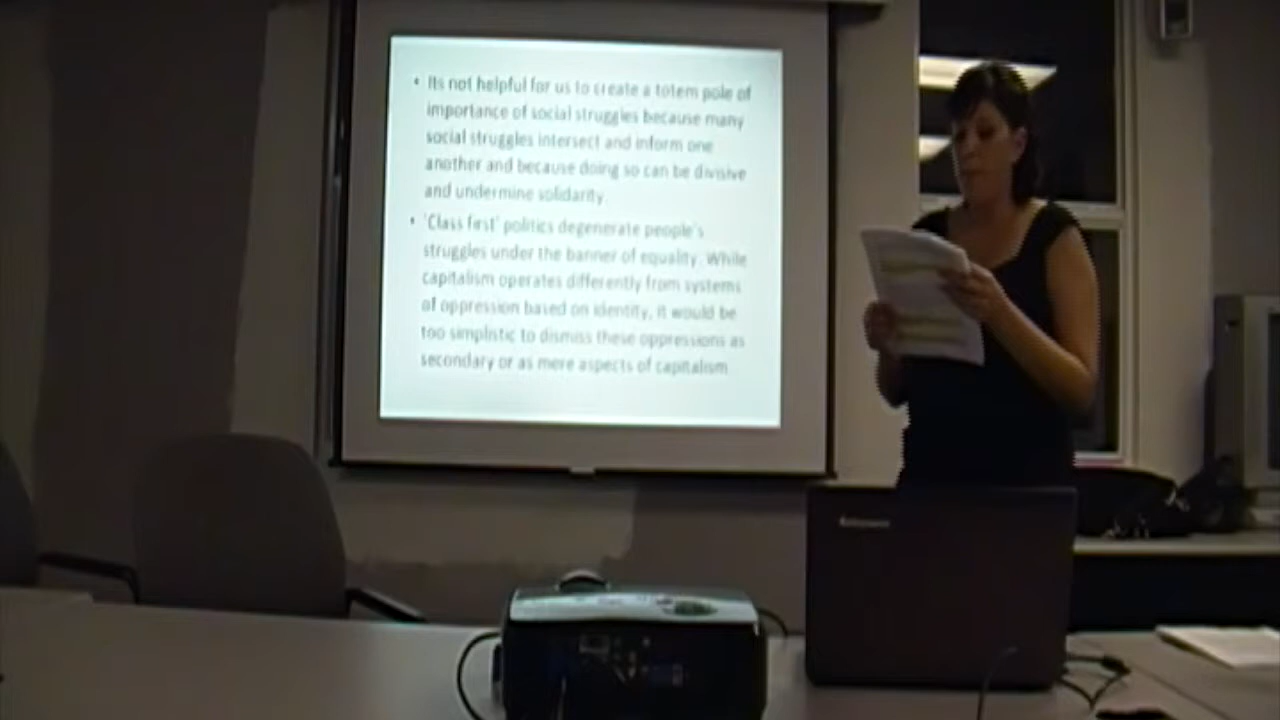 • Its not helpful for us to create a totem pole of
importance of social struggles because many
social struggles intersect and inform one
another and because doing so can be divisive
and undermine solidarity.
• 'Class first' politics degenerate people's
struggles under the banner of equality. While
capitalism operates differently from systems
of oppression based on identity, it would be
too simplistic to dismiss these oppressions as
secondary or as mere aspects of capitalism.